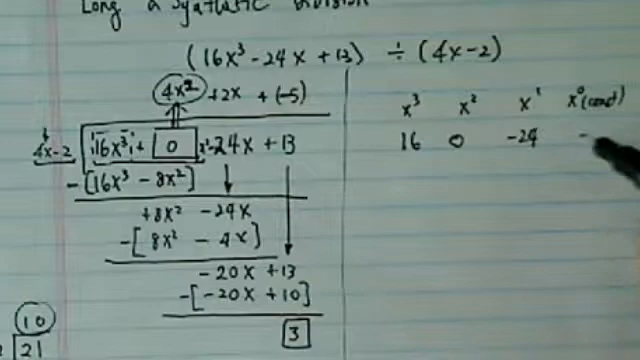 Long & Synthetic Division
(16x³ - 24x + 13) ÷ (4x - 2)
4x² + 2x + (-5)
4x - 2 16x³ + 0 x² - 24x + 13
- [16x³ - 8x²]
+8x² - 24x
- [8x² - 4x]
-20x + 13
- [-20x + 10]
3
10
21
x³ x² x¹ x⁰ (const)
16 0 -24 -